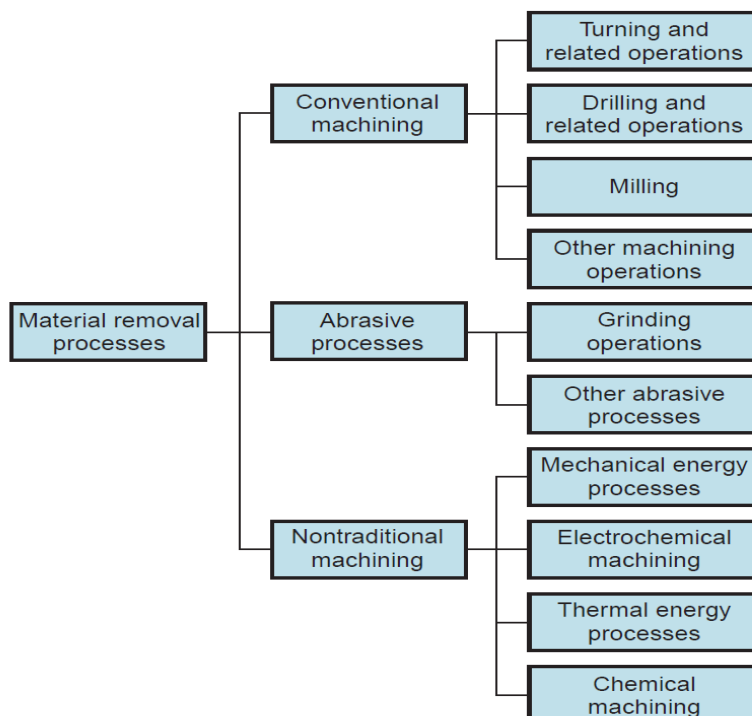 Turning and
related operations
Conventional
machining
Drilling and
related operations
Milling
Other machining
operations
Material removal
processes
Abrasive
processes
Grinding
operations
Other abrasive
processes
Mechanical energy
processes
Nontraditional
machining
Electrochemical
machining
Thermal energy
processes
Chemical
machining